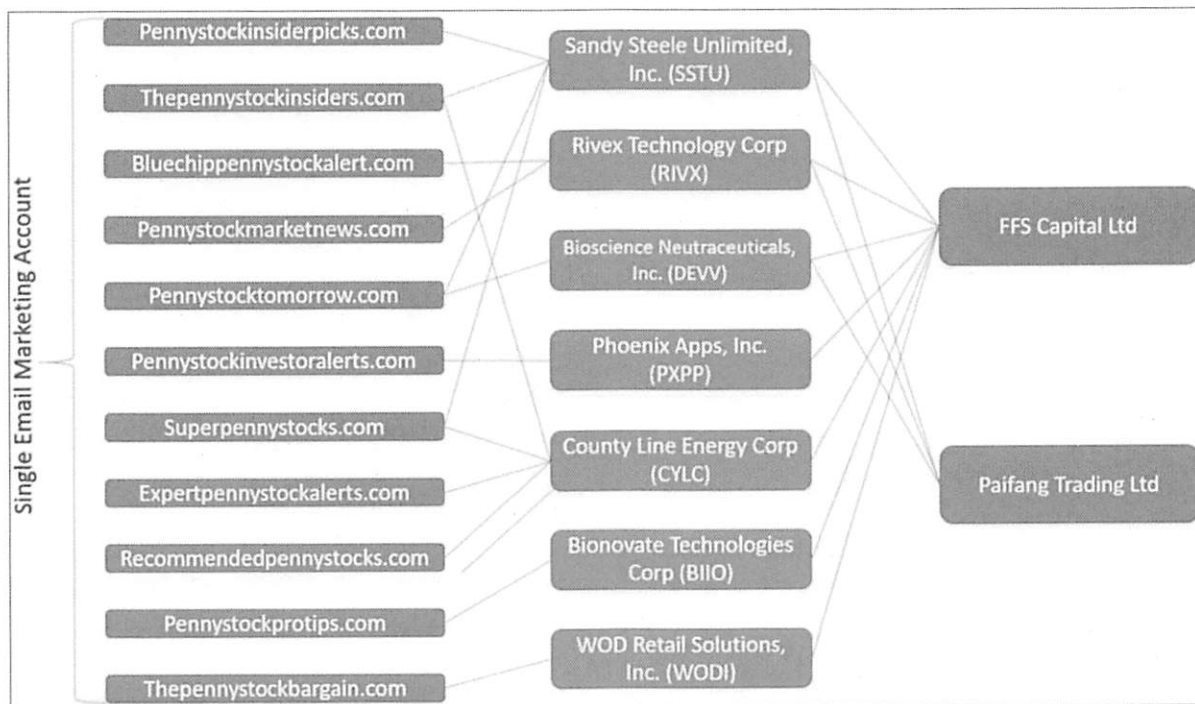 Single Email Marketing Account
Pennystockinsiderpicks.com
Thepennystockinsiders.com
Bluechippennystockalert.com
Pennystockmarketnews.com
Pennystocktomorrow.com
Pennystockinvestoralerts.com
Superpennystocks.com
Expertpennystockalerts.com
Recommendedpennystocks.com
Pennystockprotips.com
Thepennystockbargain.com
Sandy Steele Unlimited,
Inc. (SSTU)
Rivex Technology Corp
(RIVX)
Bioscience Neutraceuticals,
Inc. (DEVV)
Phoenix Apps, Inc.
(PXPP)
County Line Energy Corp
(CYLC)
Bionovate Technologies
Corp (BIIO)
WOD Retail Solutions,
Inc. (WODI)
FFS Capital Ltd
Paifang Trading Ltd